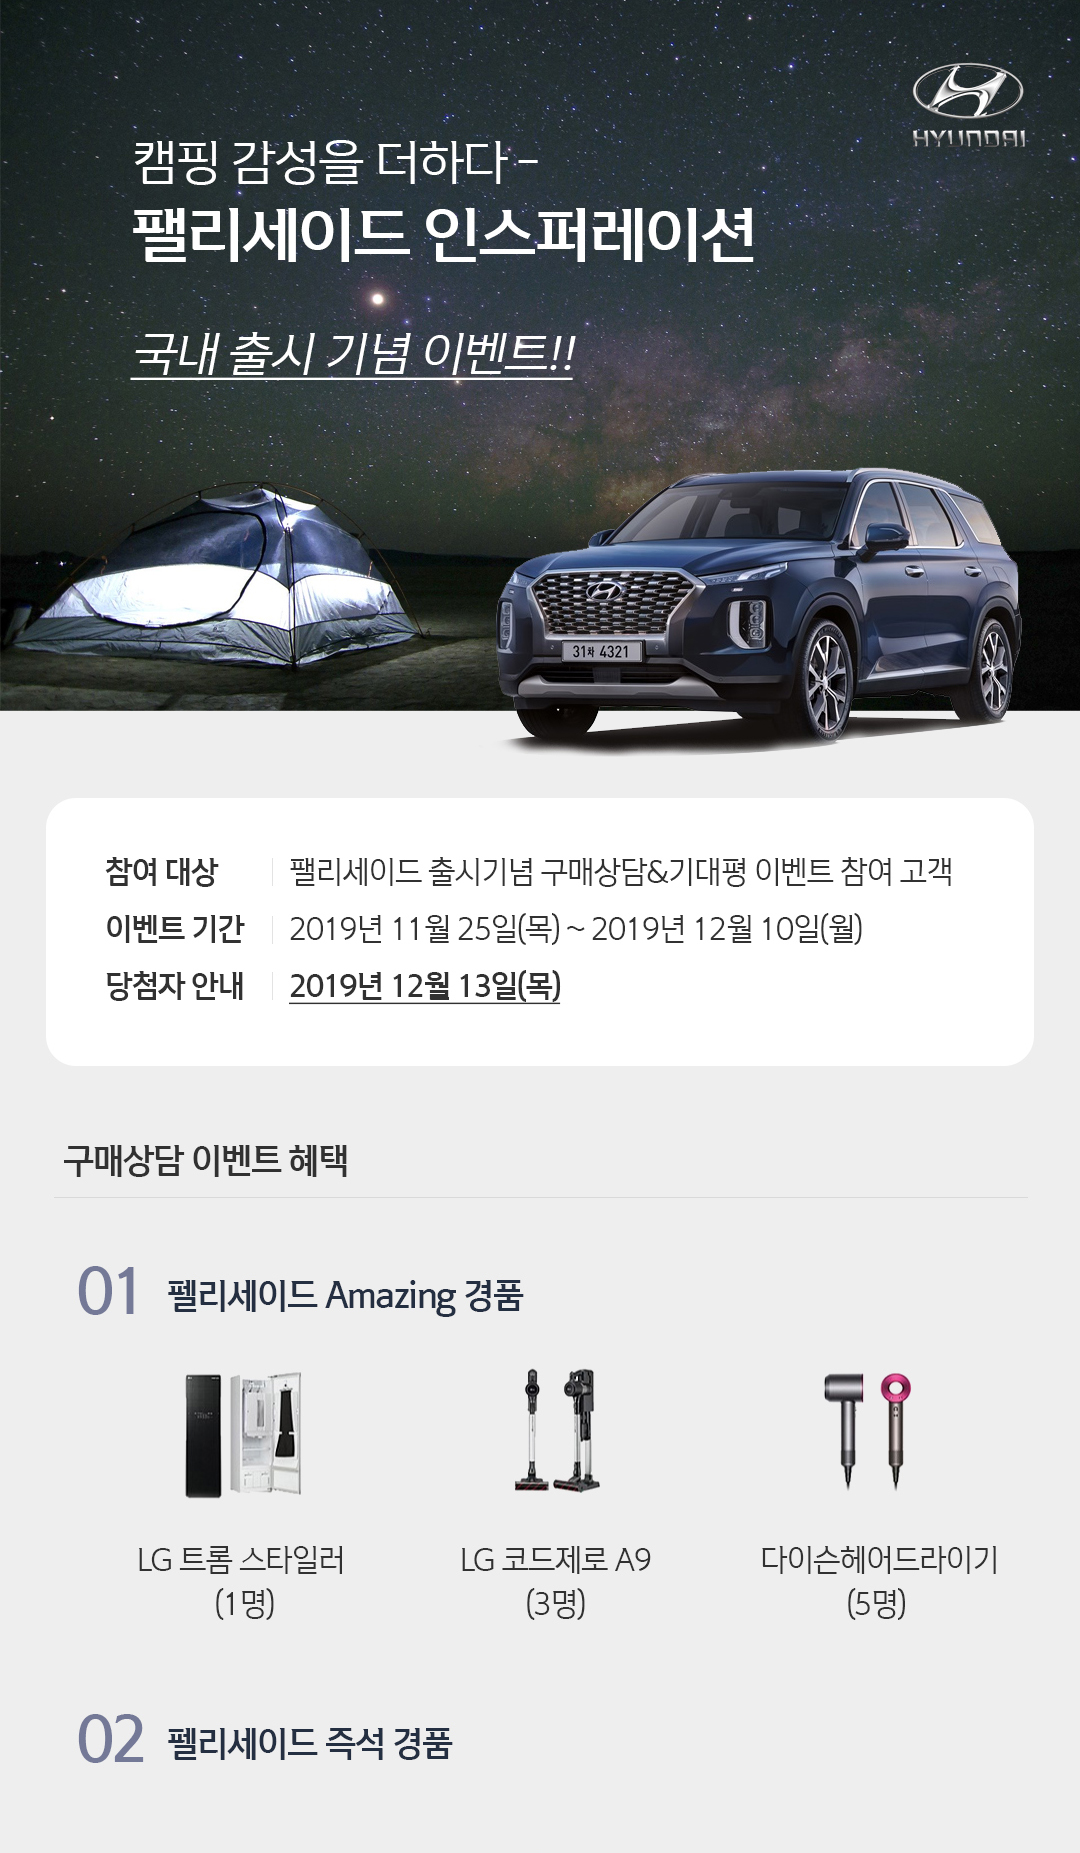 HYUNDAI
캠핑 감성을 더하다 -
팰리세이드 인스퍼레이션
국내 출시 기념 이벤트!!
31차 4321
참여 대상 팰리세이드 출시기념 구매상담&기대평 이벤트 참여 고객
이벤트 기간 2019년 11월 25일(목) ~ 2019년 12월 10일(월)
당첨자 안내 2019년 12월 13일(목)
구매상담 이벤트 혜택
01 펠리세이드 Amazing 경품
LG 트롬 스타일러 LG 코드제로 A9 다이슨헤어드라이기
(1명) (3명) (5명)
02 펠리세이드 즉석 경품